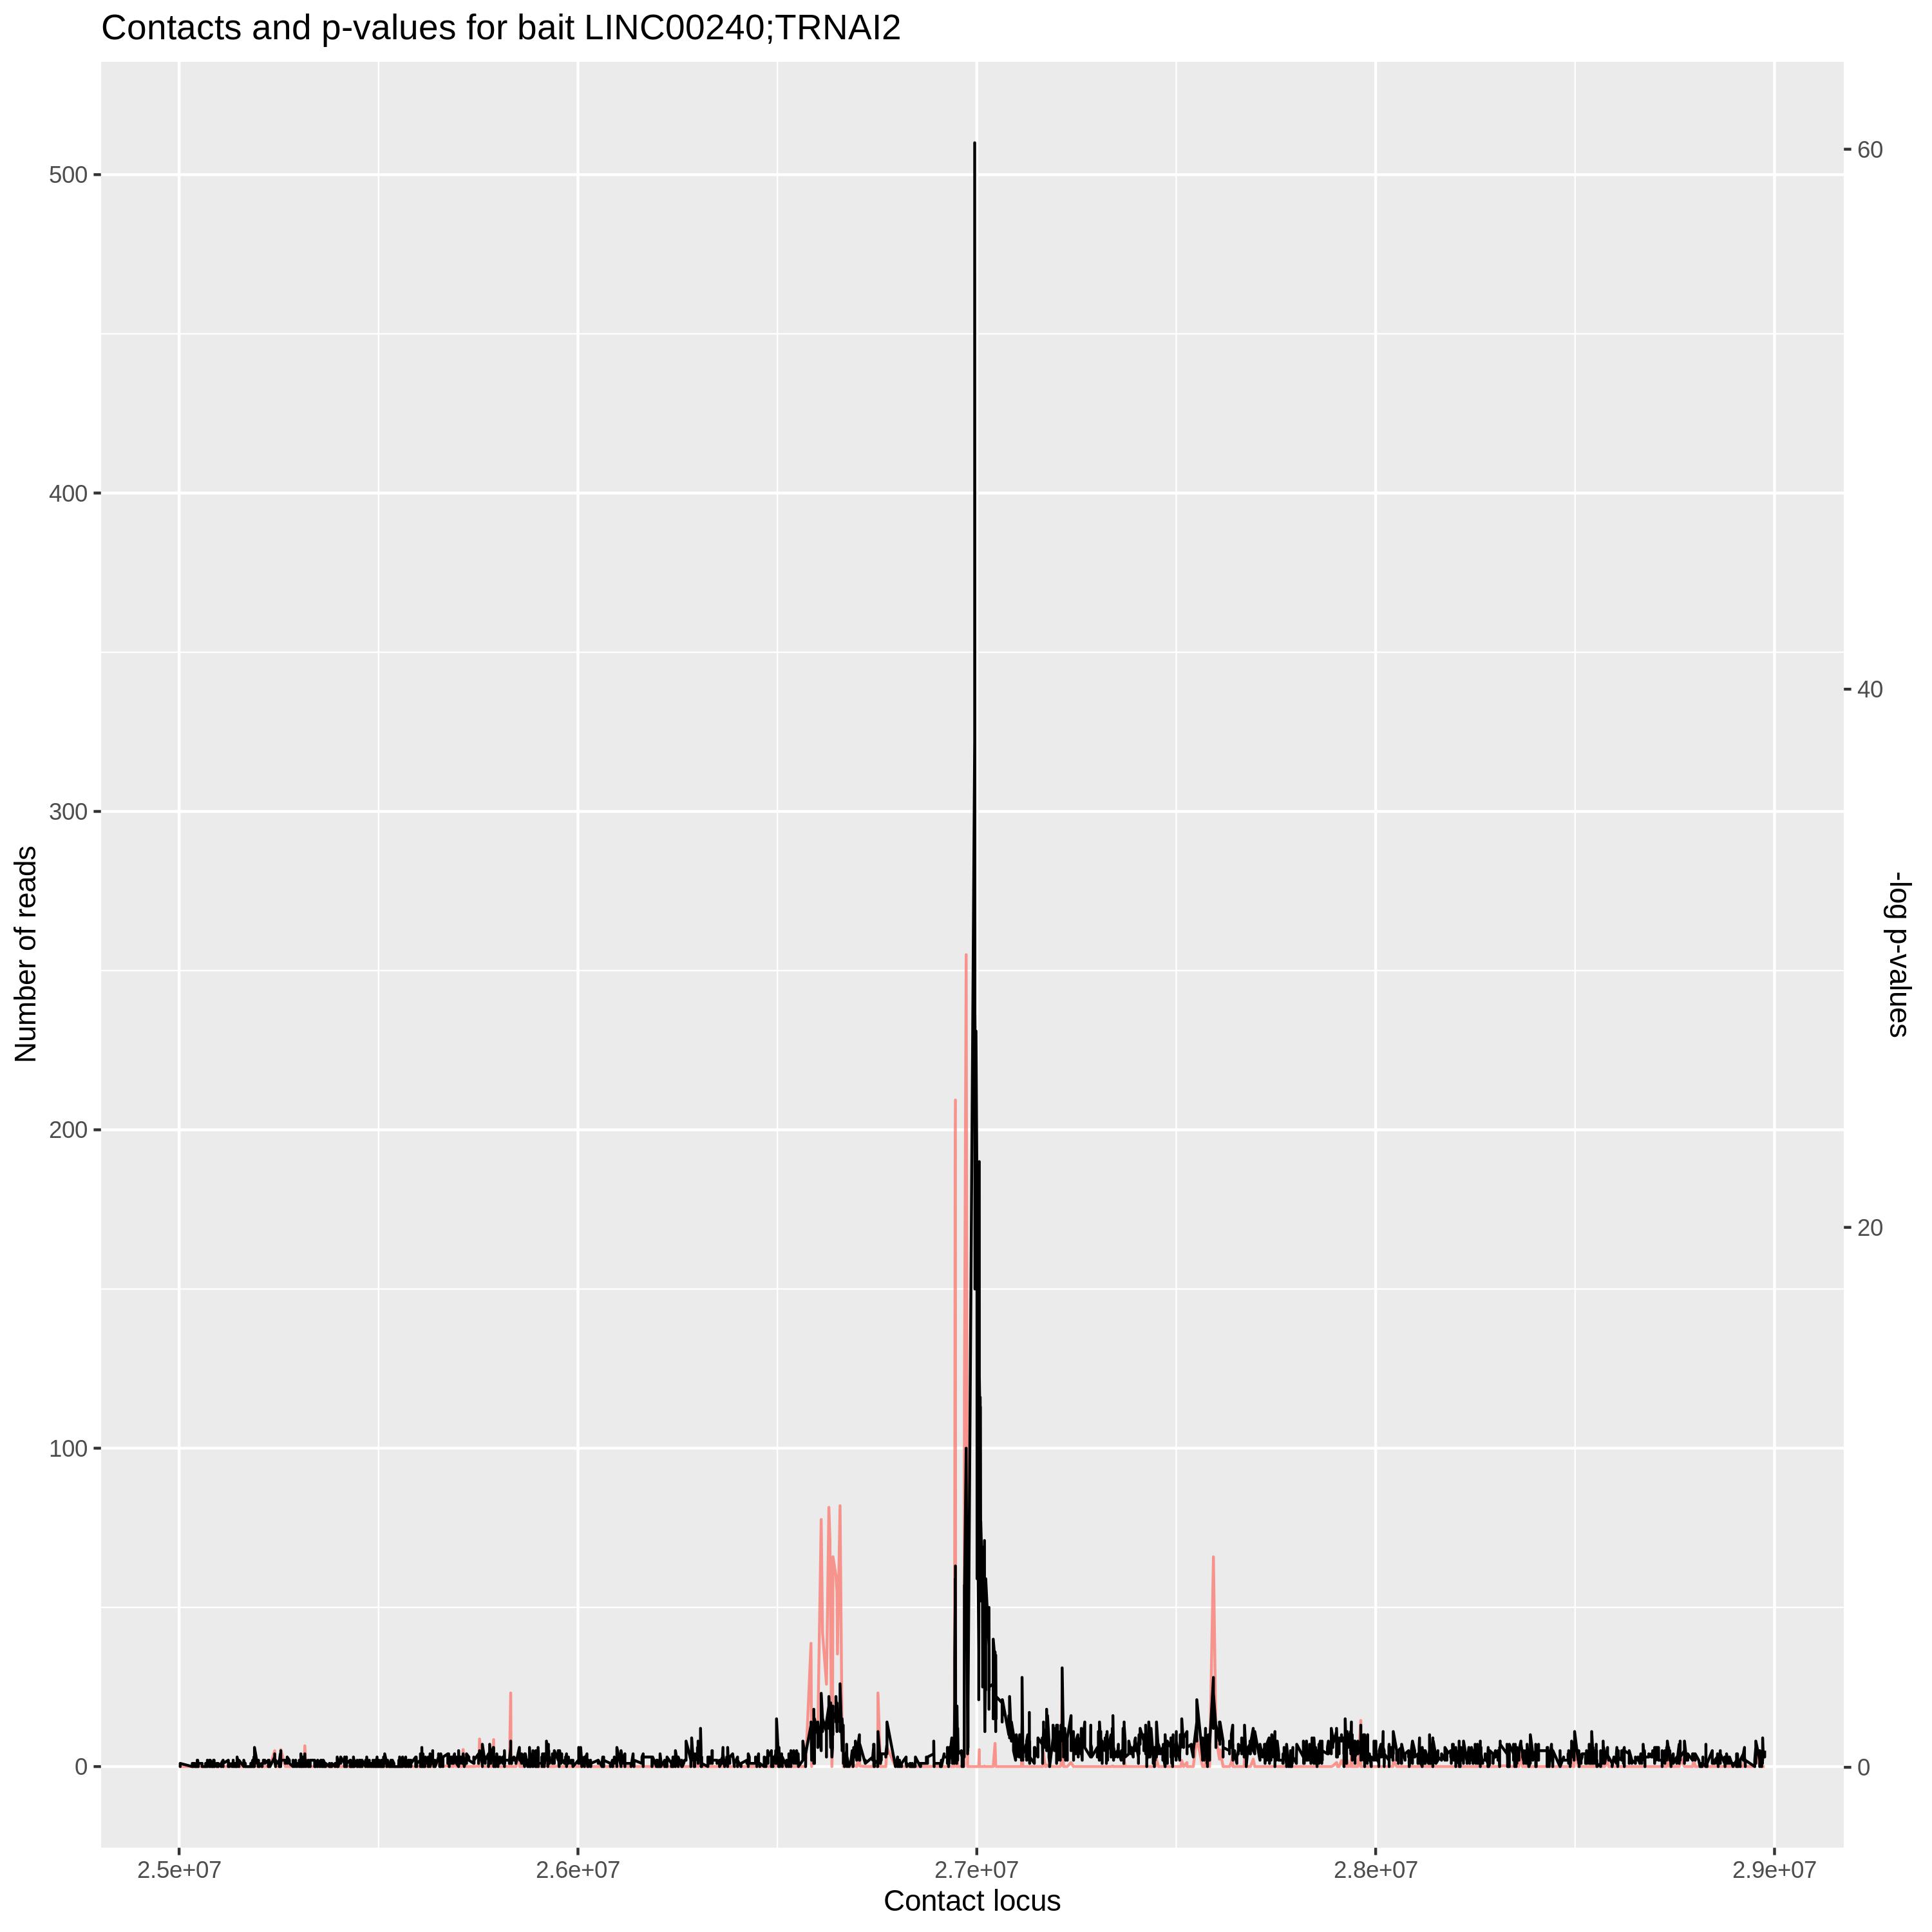 Contacts and p-values for bait LINC00240;TRNAI2
500
400
300
200
100
0
Number of reads
60
40
20
0
-log p-values
2.5e+07
2.6e+07
2.7e+07
2.8e+07
2.9e+07
Contact locus